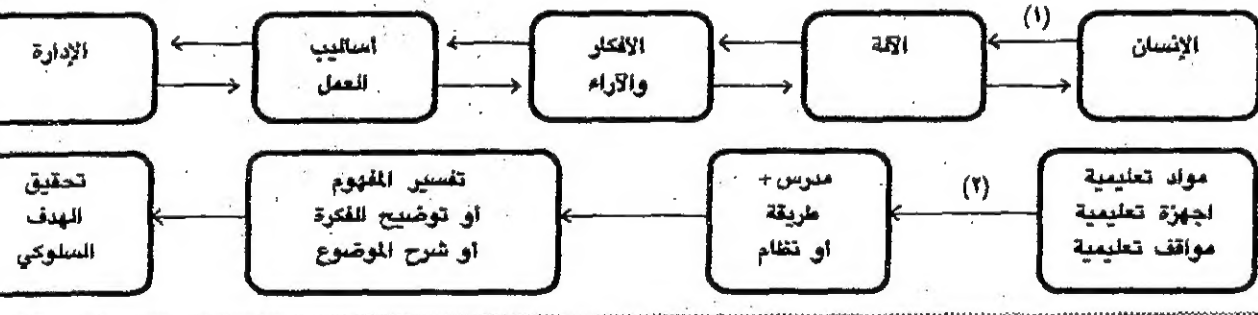 (١)
الإنسان
الآلة
الأفكار
والآراء
أساليب
العمل
الإدارة
(٢)
مواد تعليمية
اجهزة تعليمية
مواقف تعليمية
مدرس +
طريقة
أو نظام
تفسير المفهوم
أو توضيح الفكرة
أو شرح الموضوع
تحقيق
الهدف
السلوكي